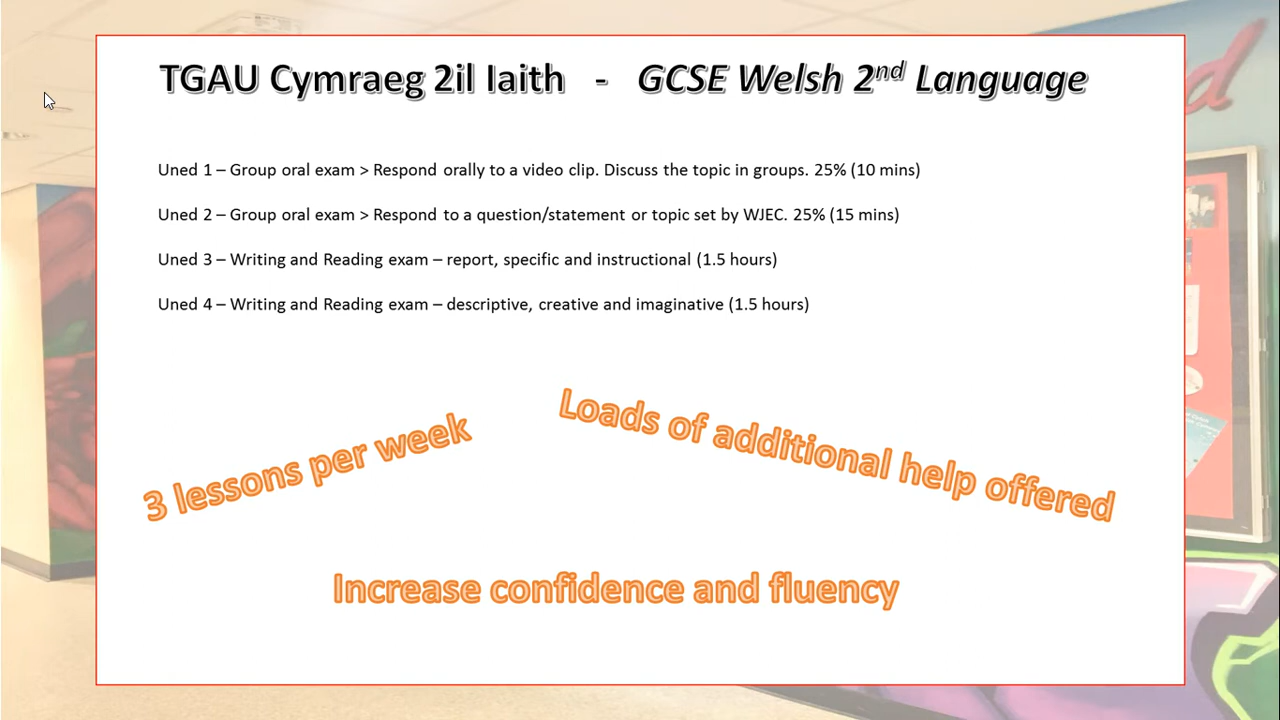 TGAU Cymraeg 2il Iaith - GCSE Welsh 2nd Language
Uned 1 – Group oral exam > Respond orally to a video clip. Discuss the topic in groups. 25% (10 mins)
Uned 2 – Group oral exam > Respond to a question/statement or topic set by WJEC. 25% (15 mins)
Uned 3 – Writing and Reading exam – report, specific and instructional (1.5 hours)
Uned 4 – Writing and Reading exam – descriptive, creative and imaginative (1.5 hours)
3 lessons per week
Loads of additional help offered
Increase confidence and fluency